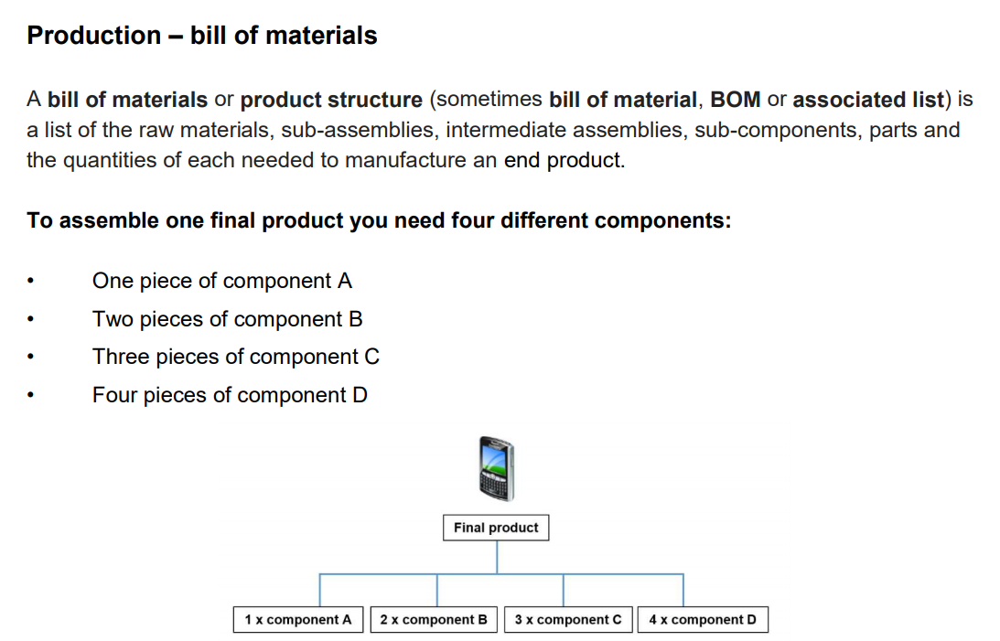 Production – bill of materials
A bill of materials or product structure (sometimes bill of material, BOM or associated list) is
a list of the raw materials, sub-assemblies, intermediate assemblies, sub-components, parts and
the quantities of each needed to manufacture an end product.
To assemble one final product you need four different components:
• One piece of component A
• Two pieces of component B
• Three pieces of component C
• Four pieces of component D
Final product
1 x component A
2 x component B
3 x component C
4 x component D